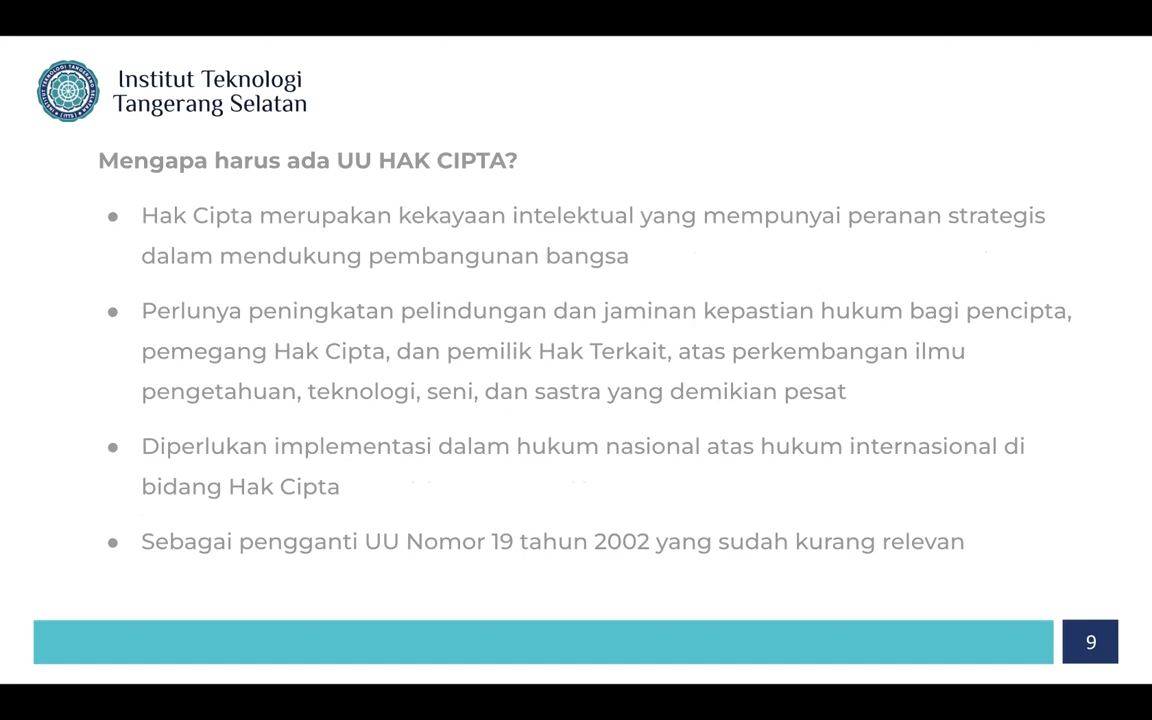 Institut Teknologi
Tangerang Selatan
Mengapa harus ada UU HAK CIPTA?
● Hak Cipta merupakan kekayaan intelektual yang mempunyai peranan strategis
dalam mendukung pembangunan bangsa
● Perlunya peningkatan pelindungan dan jaminan kepastian hukum bagi pencipta,
pemegang Hak Cipta, dan pemilik Hak Terkait, atas perkembangan ilmu
pengetahuan, teknologi, seni, dan sastra yang demikian pesat
● Diperlukan implementasi dalam hukum nasional atas hukum internasional di
bidang Hak Cipta
● Sebagai pengganti UU Nomor 19 tahun 2002 yang sudah kurang relevan
9